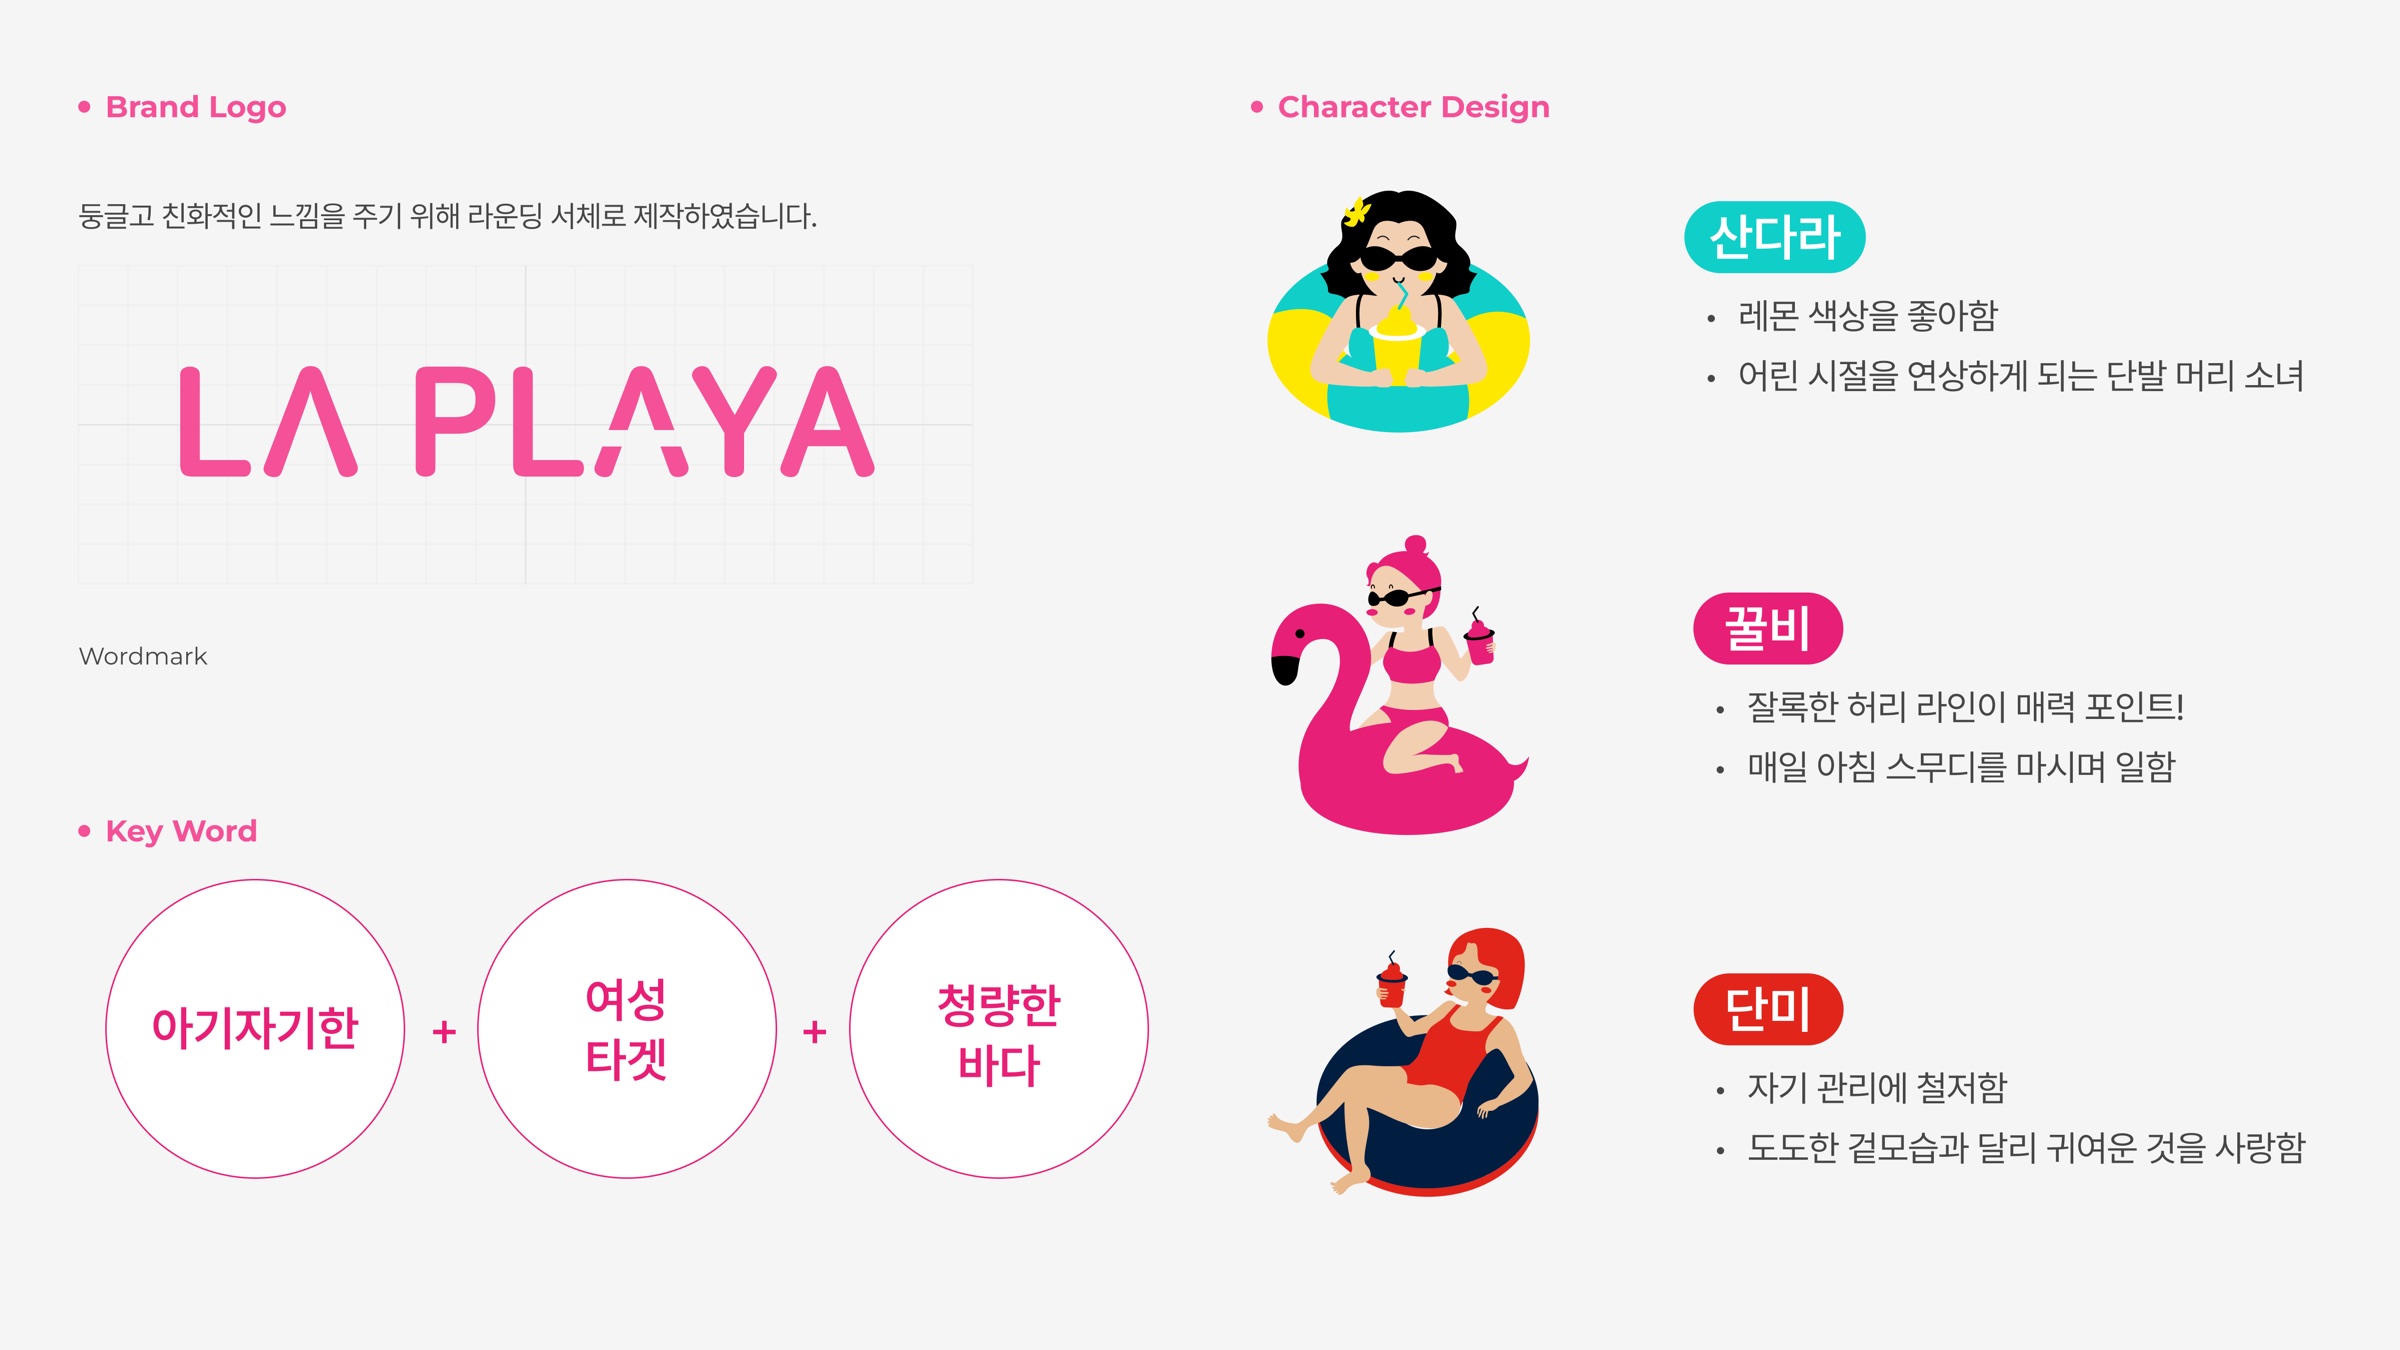 Brand Logo
둥글고 친화적인 느낌을 주기 위해 라운딩 서체로 제작하였습니다.
LA PLAYA
Wordmark
Key Word
아기자기한
+
여성
타겟
+
청량한
바다
Character Design
산다라
• 레몬 색상을 좋아함
• 어린 시절을 연상하게 되는 단발 머리 소녀
꿀비
• 잘록한 허리 라인이 매력 포인트!
• 매일 아침 스무디를 마시며 일함
단미
• 자기 관리에 철저함
• 도도한 겉모습과 달리 귀여운 것을 사랑함